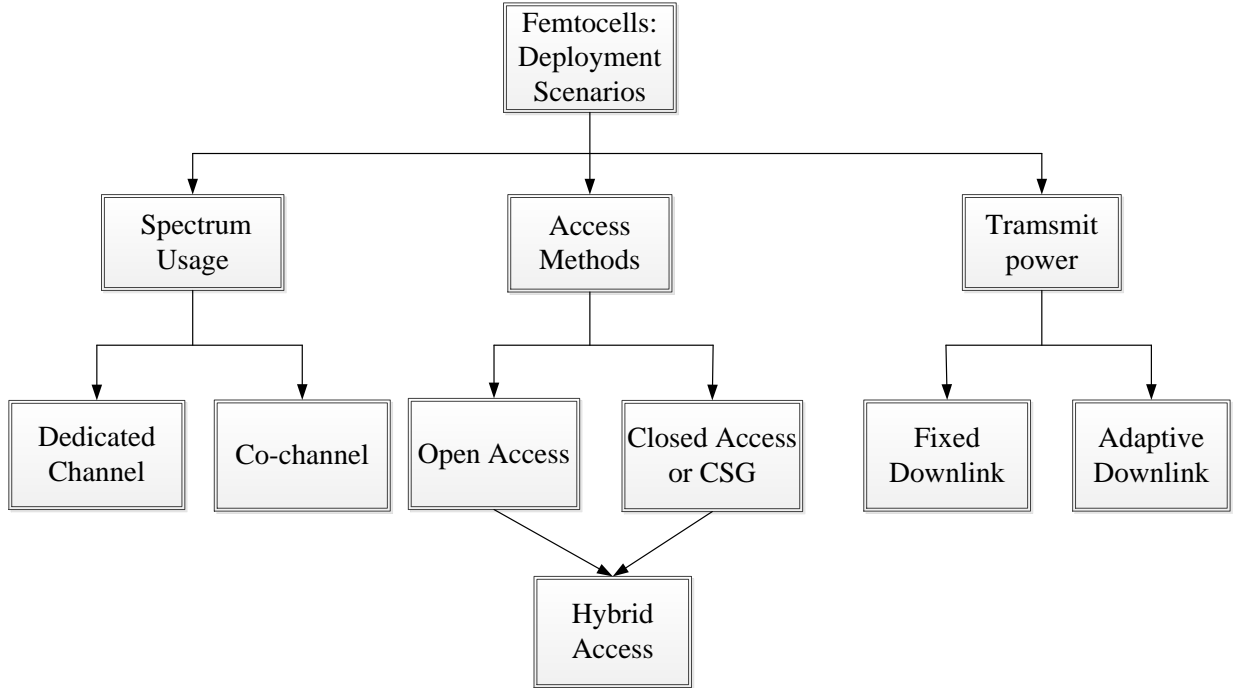 Femtocells:
Deployment
Scenarios
Spectrum
Usage
Access
Methods
Tramsmit
power
Dedicated
Channel
Co-channel
Open Access
Closed Access
or CSG
Fixed
Downlink
Adaptive
Downlink
Hybrid
Access